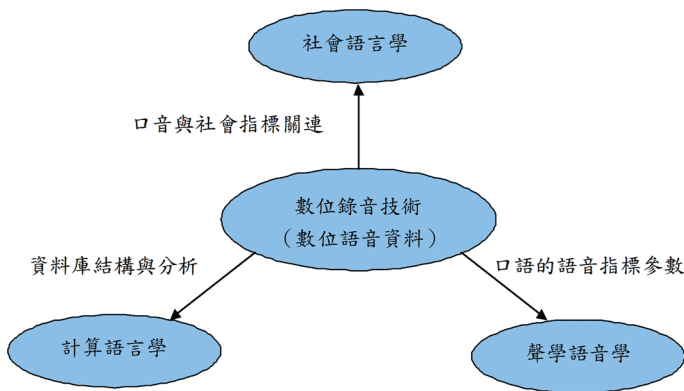 社會語言學
口音與社會指標關連
數位錄音技術
（數位語音資料）
資料庫結構與分析
口語的語音指標參數
計算語言學
聲學語音學